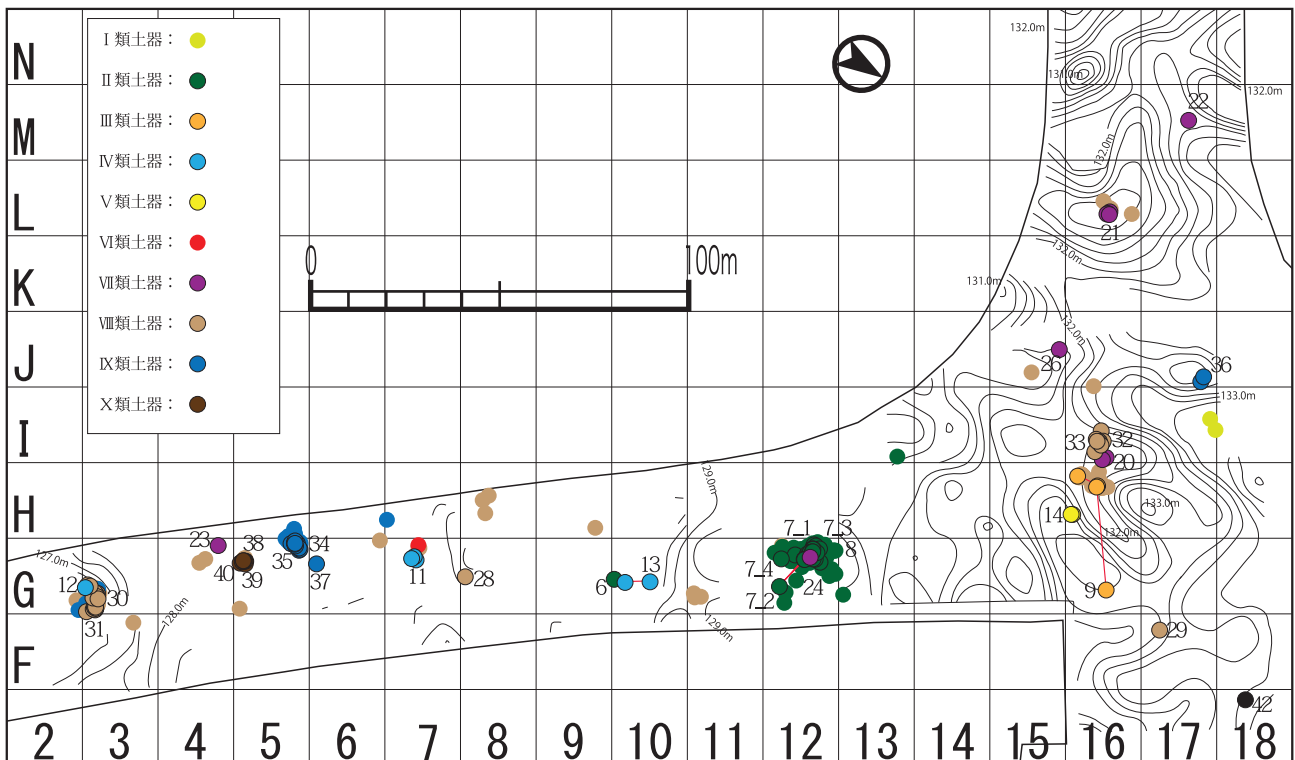 N
M
L
K
J
I
H
G
F
2 3 4 5 6 7 8 9 10 11 12 13 14 15 16 17 18
Ⅰ類土器：
Ⅱ類土器：
Ⅲ類土器：
Ⅳ類土器：
Ⅴ類土器：
Ⅵ類土器：
Ⅶ類土器：
Ⅷ類土器：
Ⅸ類土器：
Ⅹ類土器：
0 100m
132.0m
131.0m
132.0m
22
132.0m
21
132.0m
131.0m
132.0m
26
36
133.0m
33 32
20
14
133.0m
132.0m
9
29
42
129.0m
7_1 7_3
8
7_4
24
7_2
129.0m
13
6
28
11
34
35
37
38
23
40 39
127.0m
12
30
31
128.0m